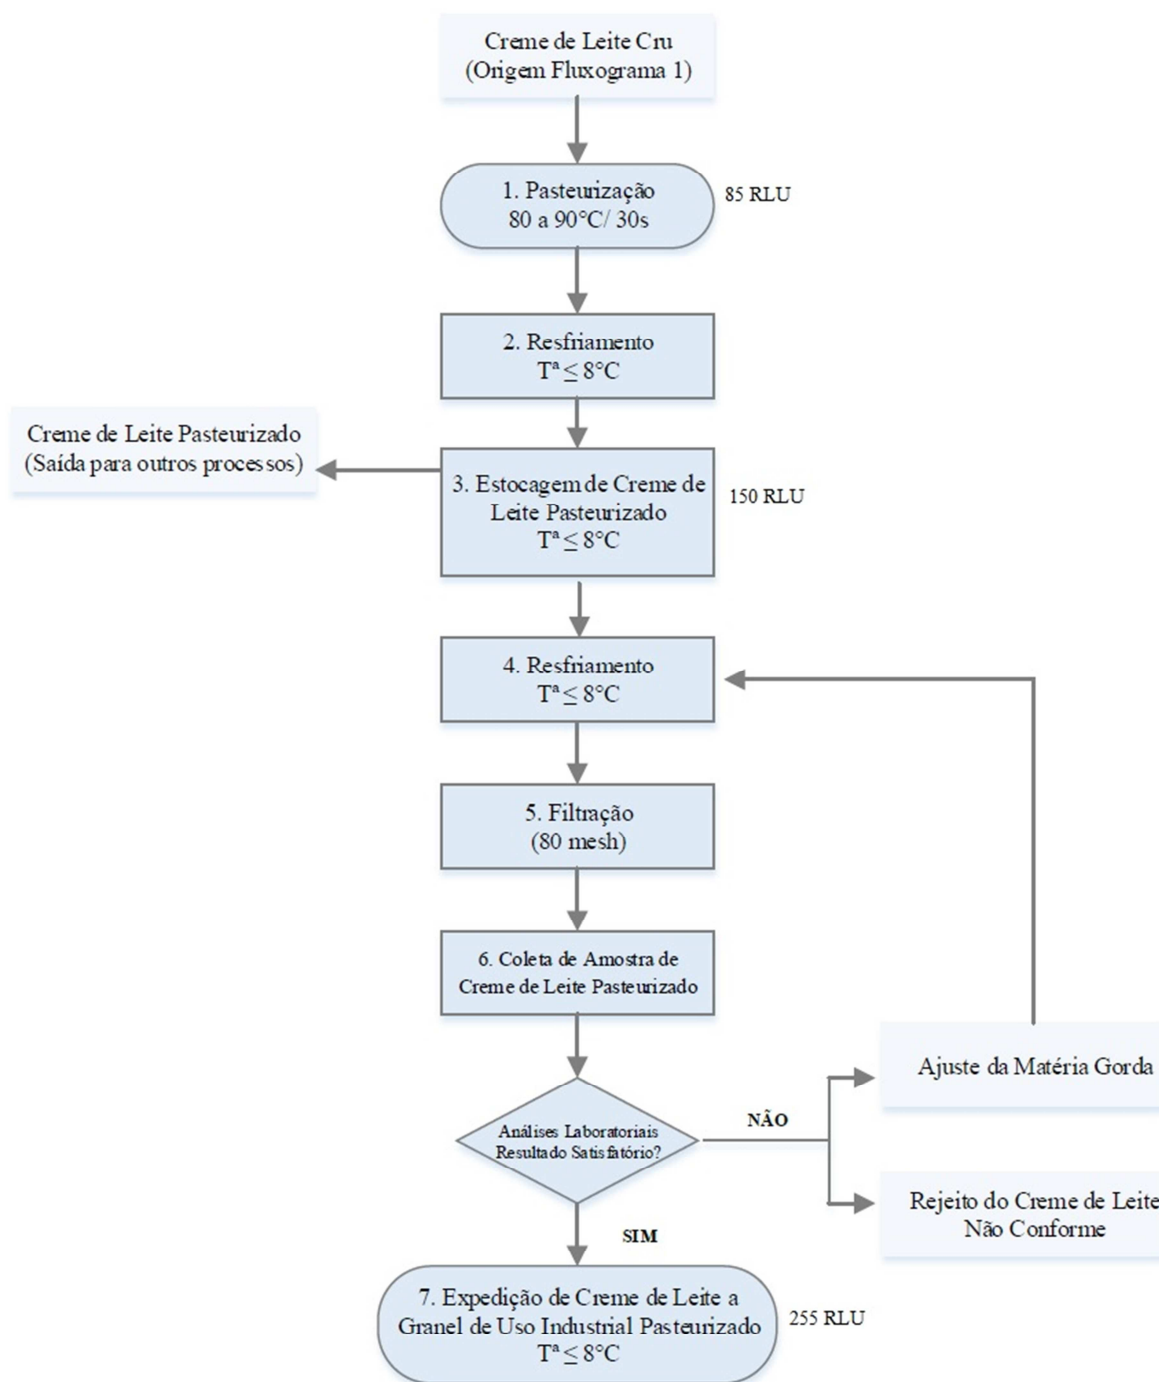 Creme de Leite Cru
(Origem Fluxograma 1)
1. Pasteurização
80 a 90°C/ 30s
85 RLU
2. Resfriamento
Tª ≤ 8°C
Creme de Leite Pasteurizado
(Saída para outros processos)
3. Estocagem de Creme de
Leite Pasteurizado
Tª ≤ 8°C
150 RLU
4. Resfriamento
Tª ≤ 8°C
5. Filtração
(80 mesh)
6. Coleta de Amostra de
Creme de Leite Pasteurizado
Análises Laboratoriais
Resultado Satisfatório?
NÃO
Ajuste da Matéria Gorda
Rejeito do Creme de Leite
Não Conforme
SIM
7. Expedição de Creme de Leite a
Granel de Uso Industrial Pasteurizado
Tª ≤ 8°C
255 RLU